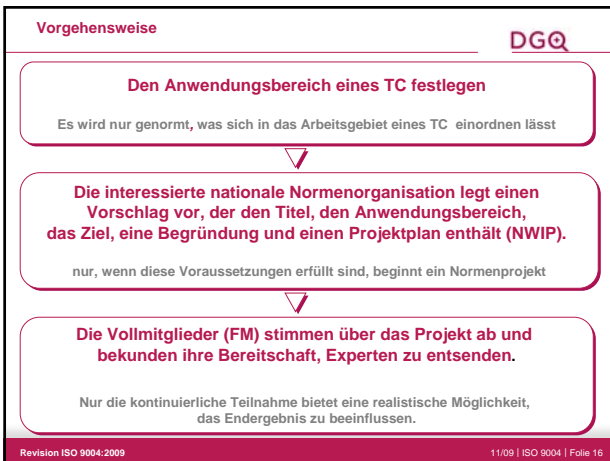 Vorgehensweise
DGQ
Den Anwendungsbereich eines TC festlegen
Es wird nur genormt, was sich in das Arbeitsgebiet eines TC einordnen lässt
Die interessierte nationale Normenorganisation legt einen
Vorschlag vor, der den Titel, den Anwendungsbereich,
das Ziel, eine Begründung und einen Projektplan enthält (NWIP).
nur, wenn diese Voraussetzungen erfüllt sind, beginnt ein Normenprojekt
Die Vollmitglieder (FM) stimmen über das Projekt ab und
bekunden ihre Bereitschaft, Experten zu entsenden.
Nur die kontinuierliche Teilnahme bietet eine realistische Möglichkeit,
das Endergebnis zu beeinflussen.
Revision ISO 9004:2009
11/09 | ISO 9004 | Folie 16